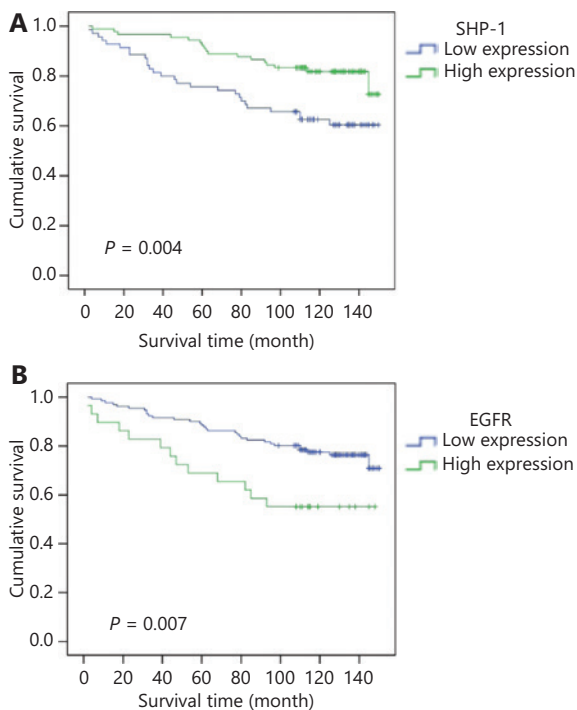 A
SHP-1
Low expression
High expression
Cumulative survival
1.0
0.8
0.6
0.4
0.2
0.0
P = 0.004
0 20 40 60 80 100 120 140
Survival time (month)
B
EGFR
Low expression
High expression
Cumulative survival
1.0
0.8
0.6
0.4
0.2
0.0
P = 0.007
0 20 40 60 80 100 120 140
Survival time (month)